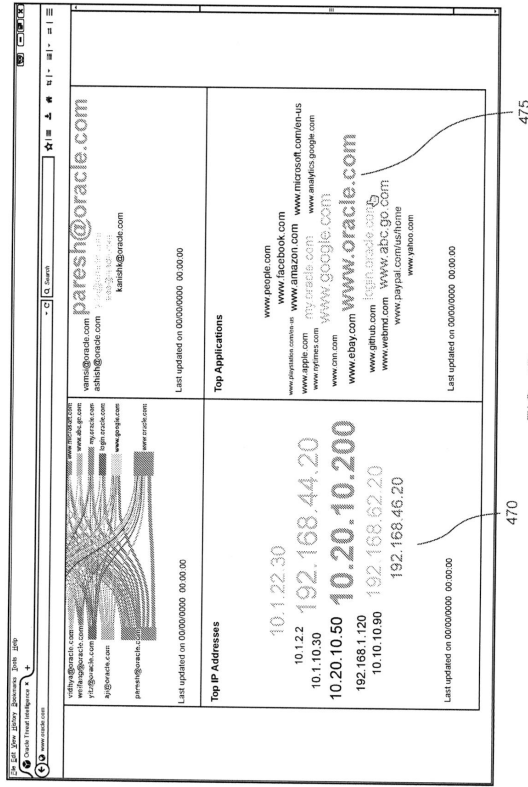 File Edit View History Bookmarks Tools Help
Oracle Threat Intelligence × +
www.oracle.com
Search
vidhya@oracle.com
weifang@oracle.com
yitz@oracle.com
aji@oracle.com
paresh@oracle.com
www.microsoft.com
www.abc.go.com
my.oracle.com
login.oracle.com
www.google.com
www.oracle.com
Last updated on 00/00/0000 00:00:00
vamsi@oracle.com
paresh@oracle.com
ashish@oracle.com
kanishk@oracle.com
Last updated on 00/00/0000 00:00:00
Top IP Addresses
10.1.22.30
10.1.2.2
192.168.44.20
10.1.10.30
10.20.10.50
10.20.10.200
192.168.1.120
192.168.62.20
10.10.10.90
192.168.46.20
Last updated on 00/00/0000 00:00:00
Top Applications
www.people.com
www.facebook.com
www.playstation.com/en-us
www.amazon.com
www.microsoft.com/en-us
www.apple.com
my.oracle.com
www.analytics.google.com
www.nytimes.com
www.google.com
www.cnn.com
www.ebay.com
www.oracle.com
www.github.com
login.oracle.com
www.webmd.com
www.abc.go.com
www.paypal.com/us/home
www.yahoo.com
Last updated on 00/00/0000 00:00:00
470
475